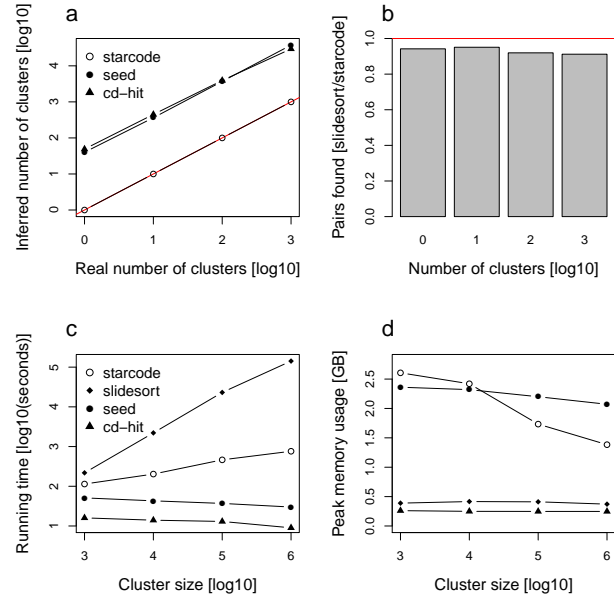 a
Inferred number of clusters [log10]
4
3
2
1
0
starcode
seed
cd−hit
0 1 2 3
Real number of clusters [log10]
b
Pairs found [slidesort/starcode]
1.0
0.8
0.6
0.4
0.2
0.0
0 1 2 3
Number of clusters [log10]
c
Running time [log10(seconds)]
5
4
3
2
1
starcode
slidesort
seed
cd−hit
3 4 5 6
Cluster size [log10]
d
Peak memory usage [GB]
2.5
2.0
1.5
1.0
0.5
0.0
3 4 5 6
Cluster size [log10]